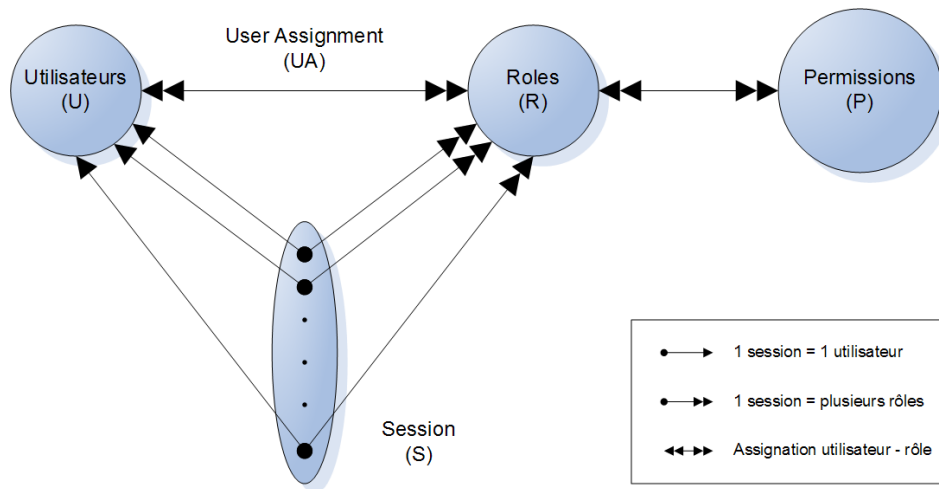 User Assignment
(UA)
Utilisateurs
(U)
Roles
(R)
Permissions
(P)
Session
(S)
1 session = 1 utilisateur
1 session = plusieurs rôles
Assignation utilisateur - rôle